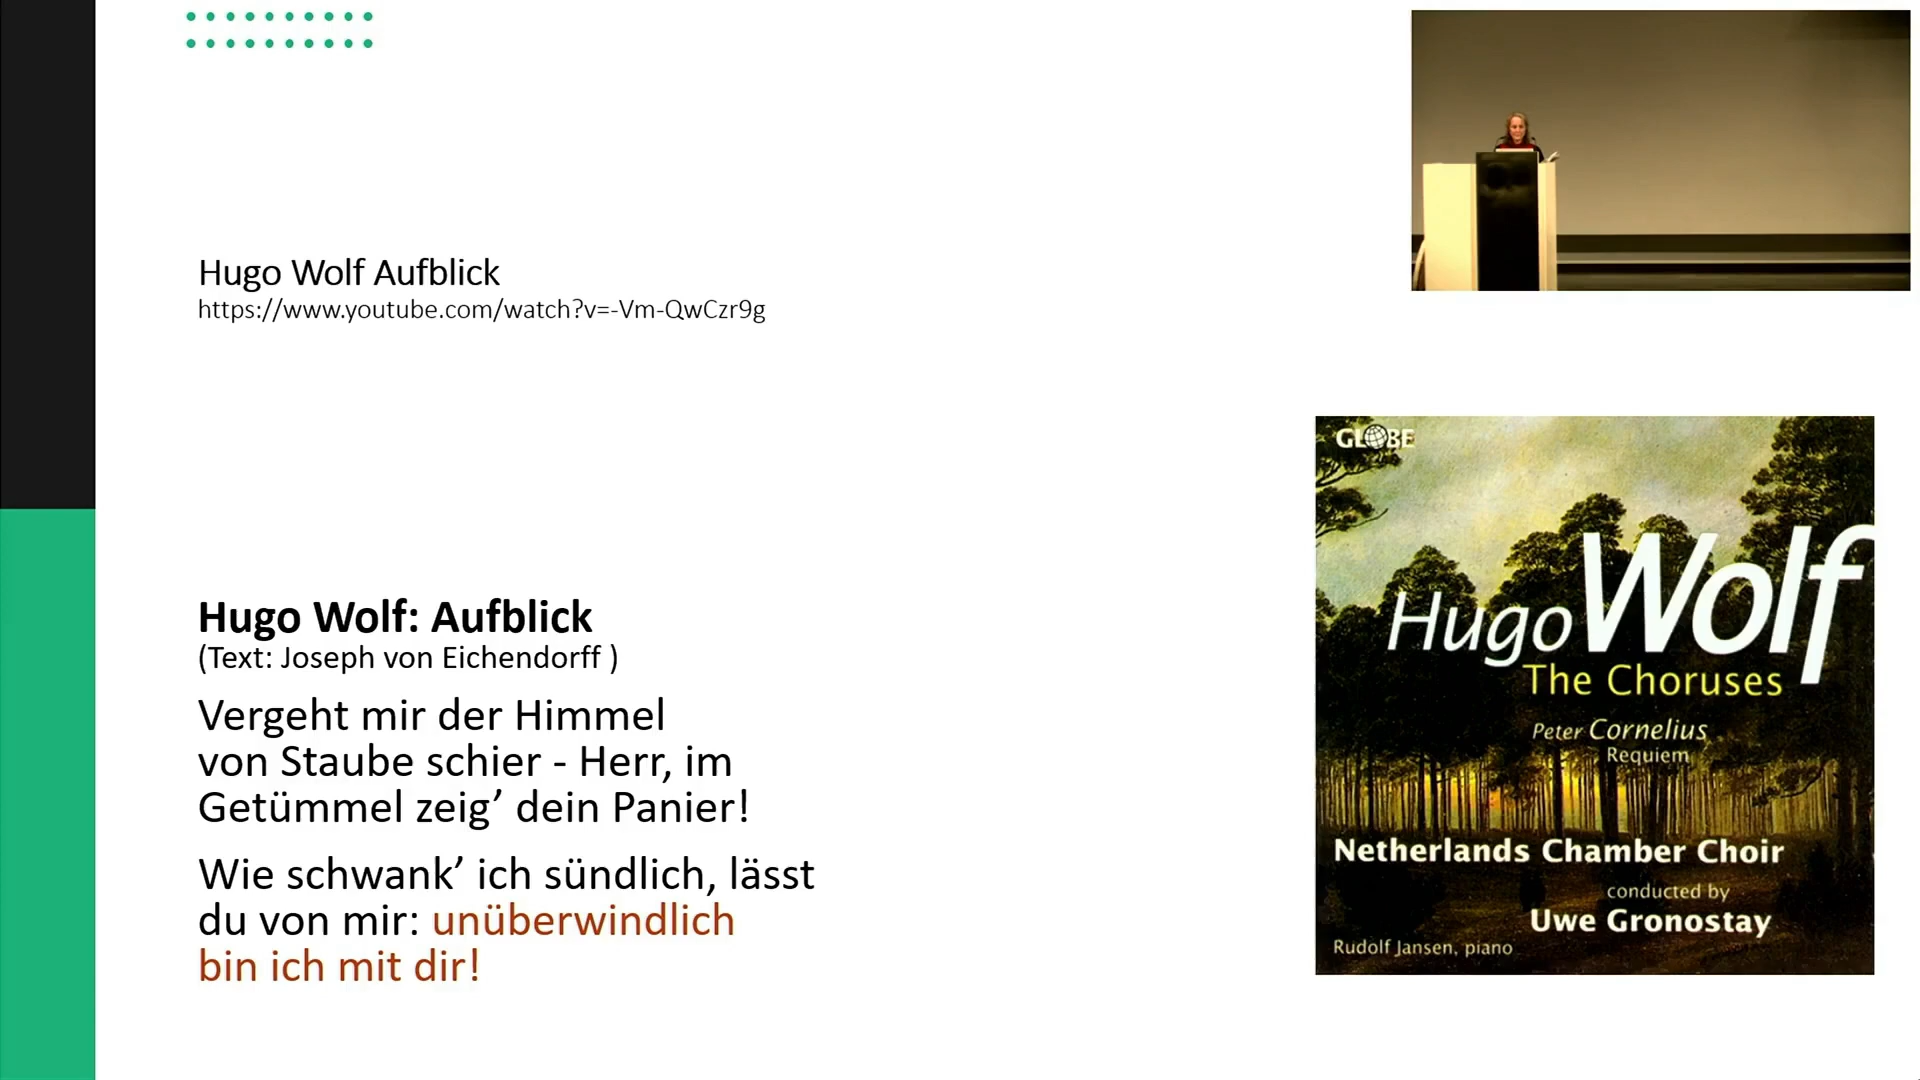 Hugo Wolf Aufblick
https://www.youtube.com/watch?v=-Vm-QwCzr9g
Hugo Wolf: Aufblick
(Text: Joseph von Eichendorff )
Vergeht mir der Himmel
von Staube schier - Herr, im
Getümmel zeig’ dein Panier!
Wie schwank’ ich sündlich, lässt
du von mir: unüberwindlich
bin ich mit dir!
GLOBE
Hugo Wolf
The Choruses
Peter Cornelius
Requiem
Netherlands Chamber Choir
conducted by
Uwe Gronostay
Rudolf Jansen, piano